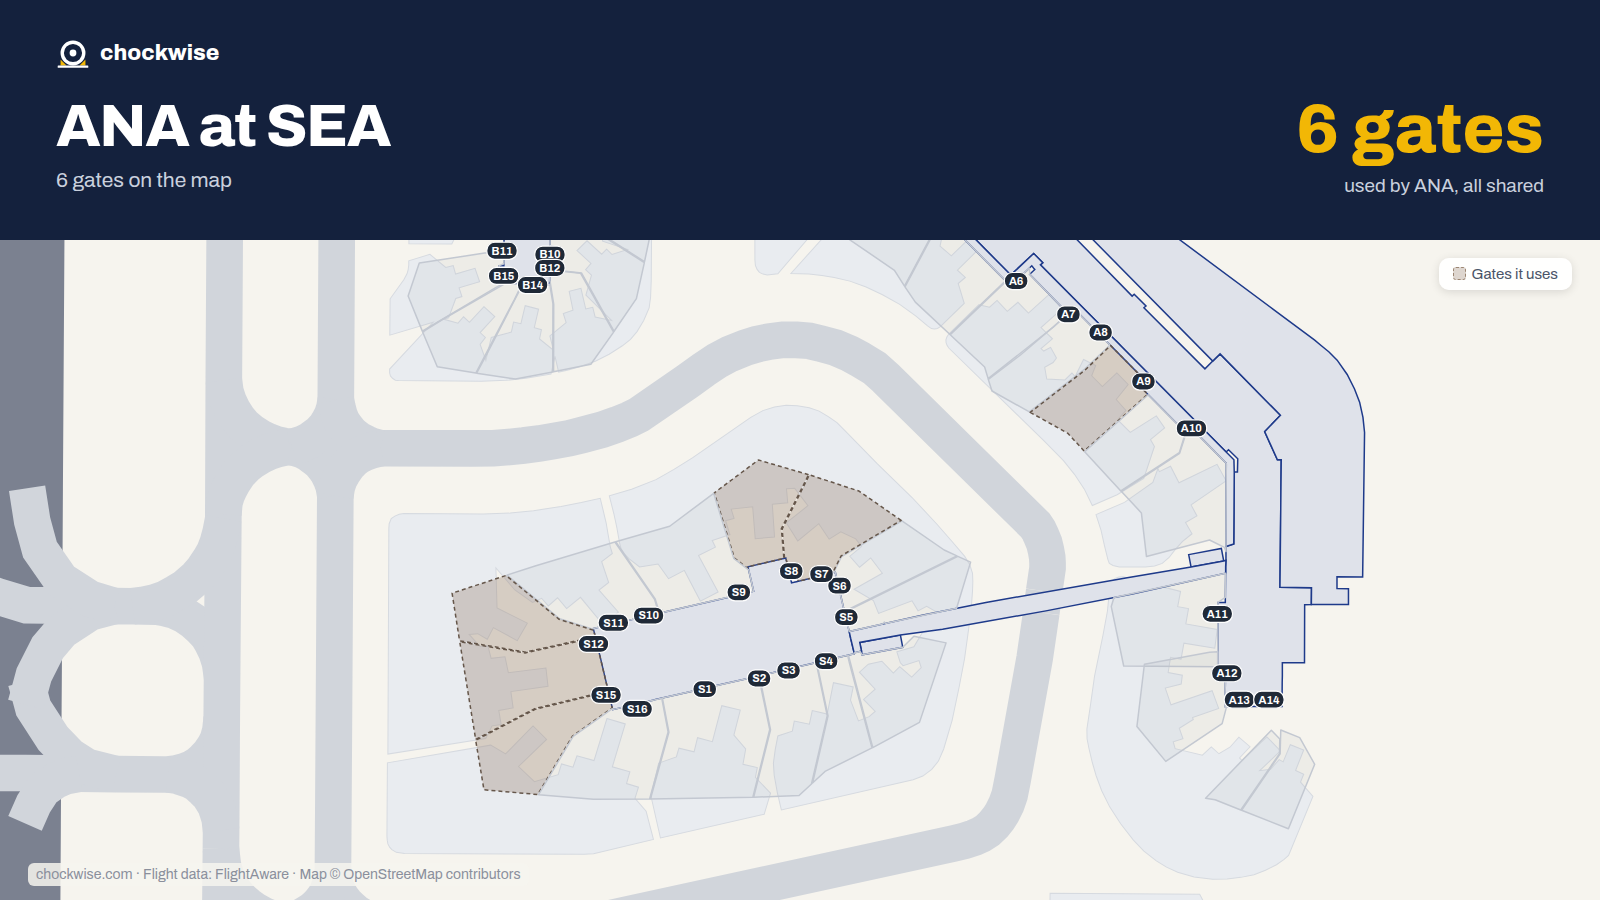 chockwise
ANA at SEA
6 gates on the map
6 gates
used by ANA, all shared
Gates it uses
B11
B10
B12
B15
B14
A6
A7
A8
A9
A10
S8
S7
S6
S9
S5
S10
S11
S12
S4
S3
S2
S1
S15
S16
A11
A12
A13
A14
chockwise.com · Flight data: FlightAware · Map © OpenStreetMap contributors